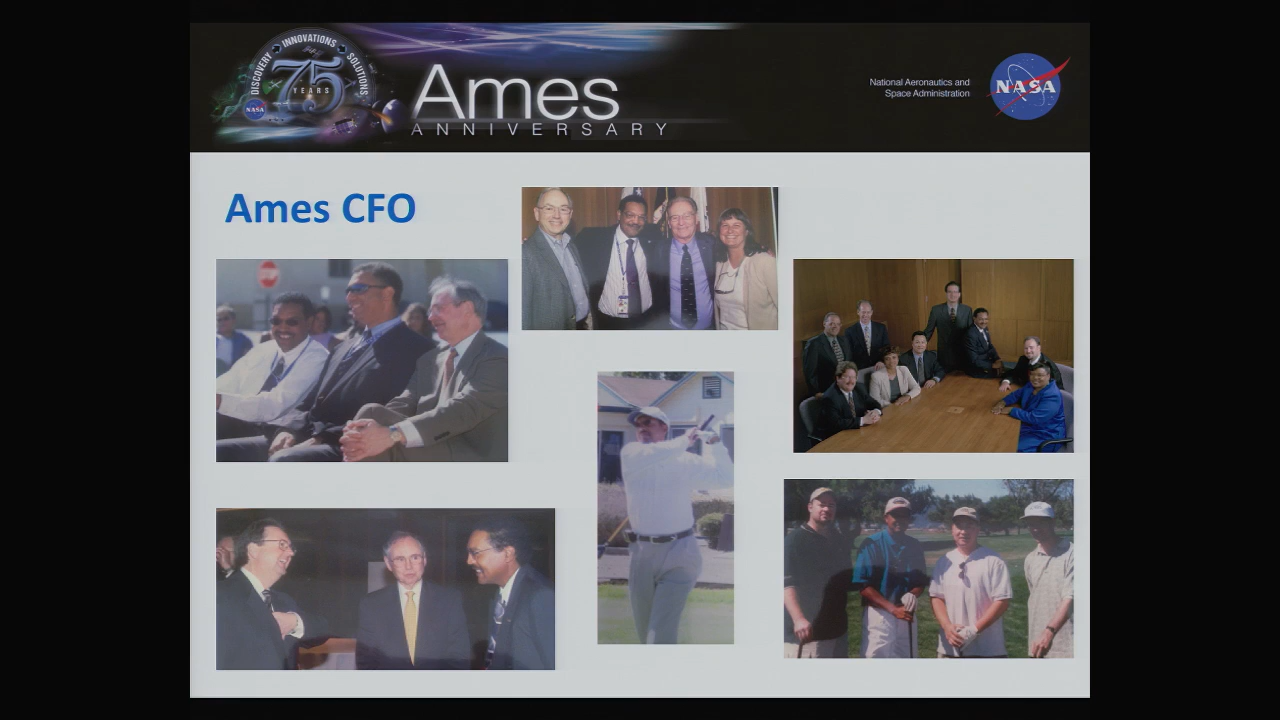 DISCOVERY INNOVATIONS SOLUTIONS
75
YEARS
NASA
Ames
ANNIVERSARY
National Aeronautics and
Space Administration
NASA
Ames CFO